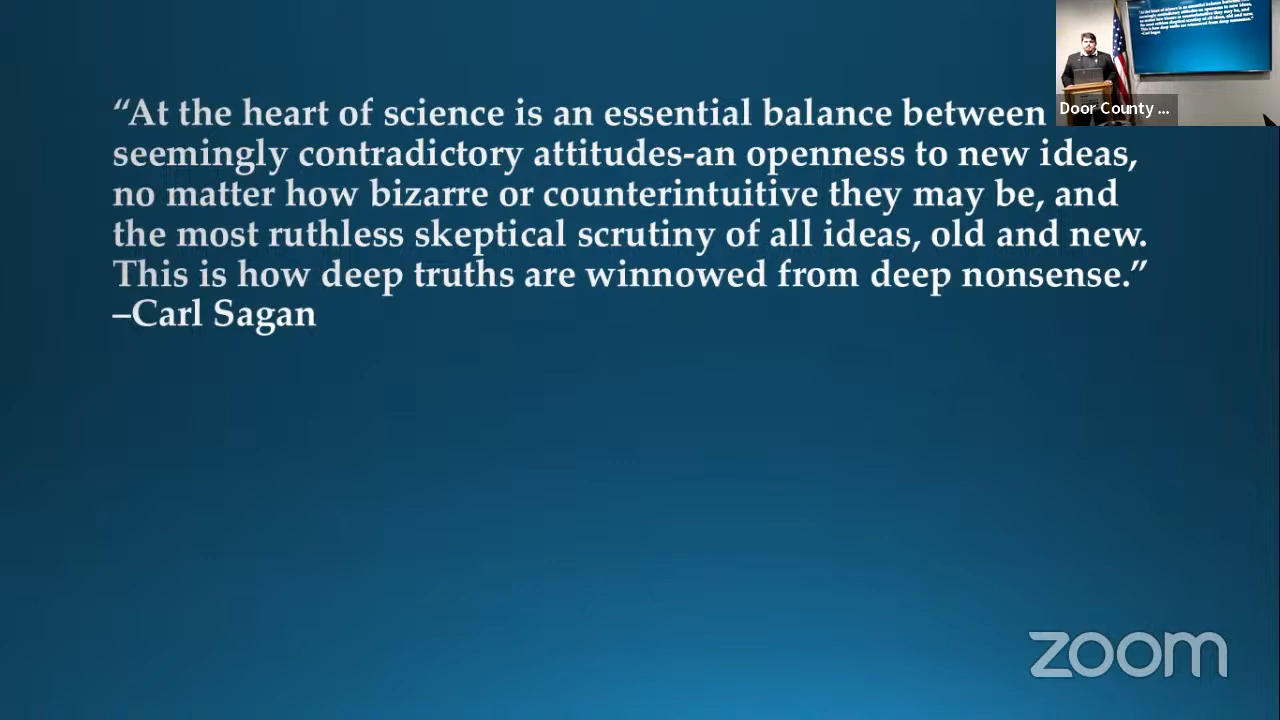 “At the heart of science is an essential balance between
seemingly contradictory attitudes-an openness to new ideas,
no matter how bizarre or counterintuitive they may be, and
the most ruthless skeptical scrutiny of all ideas, old and new.
This is how deep truths are winnowed from deep nonsense.”
–Carl Sagan
Door County ...
zoom